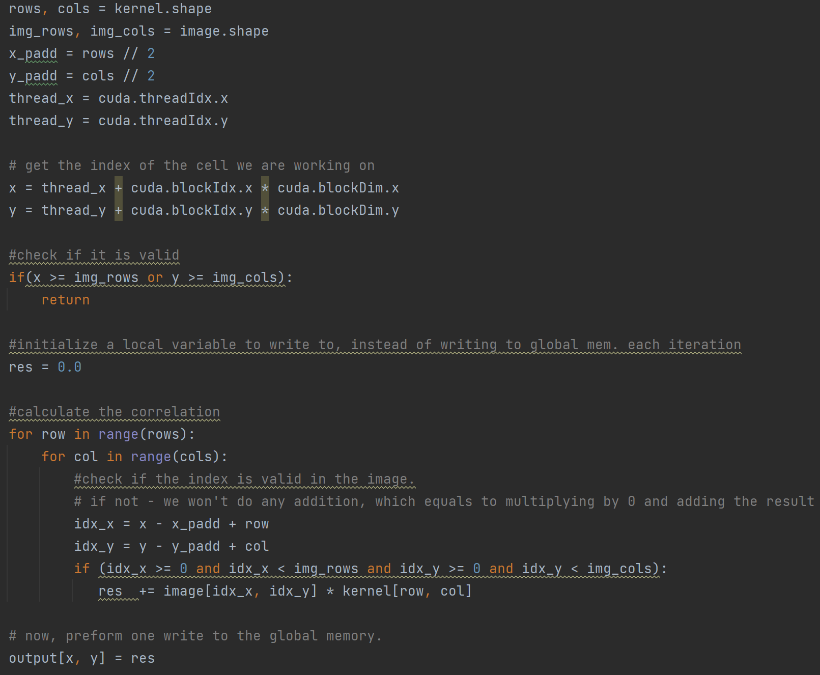 rows, cols = kernel.shape
img_rows, img_cols = image.shape
x_padd = rows // 2
y_padd = cols // 2
thread_x = cuda.threadIdx.x
thread_y = cuda.threadIdx.y

# get the index of the cell we are working on
x = thread_x + cuda.blockIdx.x * cuda.blockDim.x
y = thread_y + cuda.blockIdx.y * cuda.blockDim.y

#check if it is valid
if(x >= img_rows or y >= img_cols):
    return

#initialize a local variable to write to, instead of writing to global mem. each iteration
res = 0.0

#calculate the correlation
for row in range(rows):
    for col in range(cols):
        #check if the index is valid in the image.
        # if not - we won't do any addition, which equals to multiplying by 0 and adding the result
        idx_x = x - x_padd + row
        idx_y = y - y_padd + col
        if (idx_x >= 0 and idx_x < img_rows and idx_y >= 0 and idx_y < img_cols):
           res  += image[idx_x, idx_y] * kernel[row, col]

# now, preform one write to the global memory.
output[x, y] = res